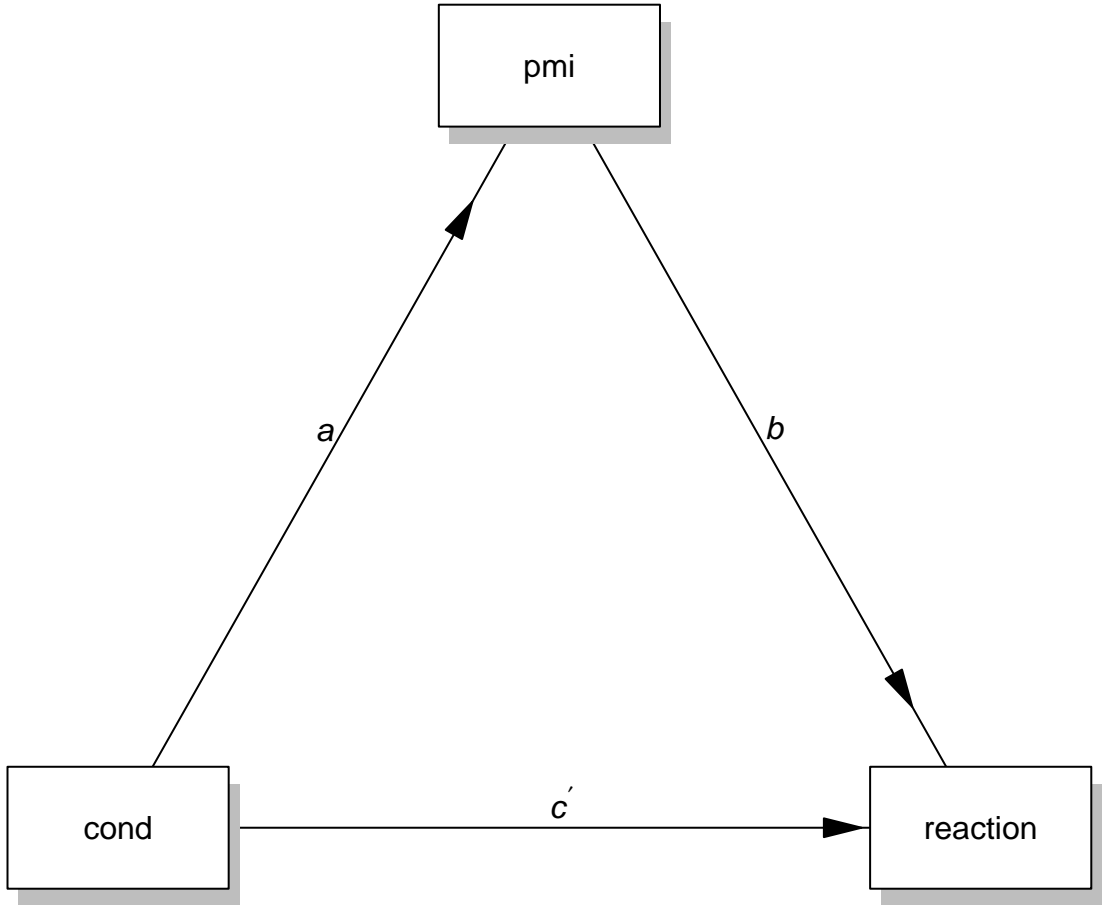 pmi
a
b
c′
cond
reaction